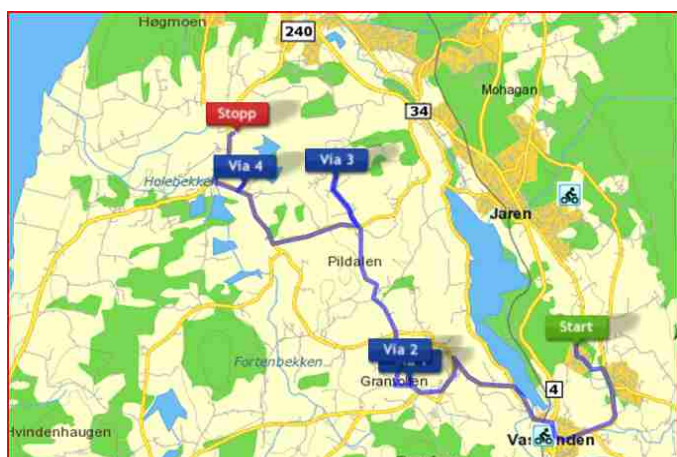 Høgmoen
240
Mohagan
34
Stopp
Via 4
Via 3
Holebekken
Jaren
Pildalen
Start
Via 2
Fortenbekken
Granvollen
4
Hvindenhaugen